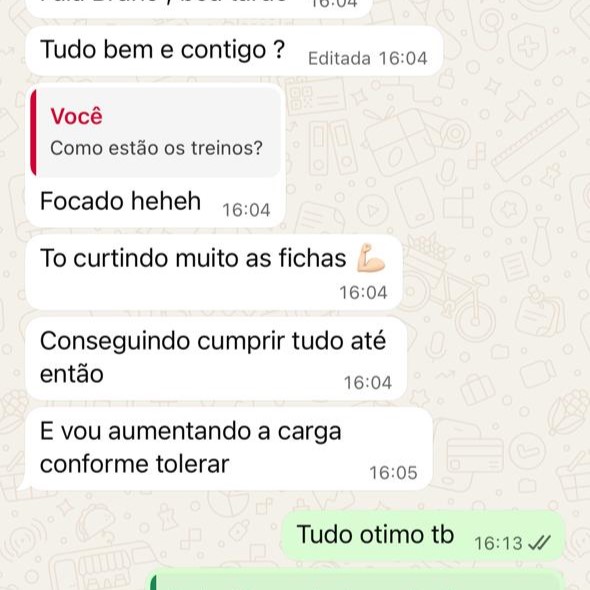 16:04
Tudo bem e contigo ? Editada 16:04
Você
Como estão os treinos?
Focado heheh 16:04
To curtindo muito as fichas 💪🏻
16:04
Conseguindo cumprir tudo até
então 16:04
E vou aumentando a carga
conforme tolerar 16:05
Tudo otimo tb 16:13